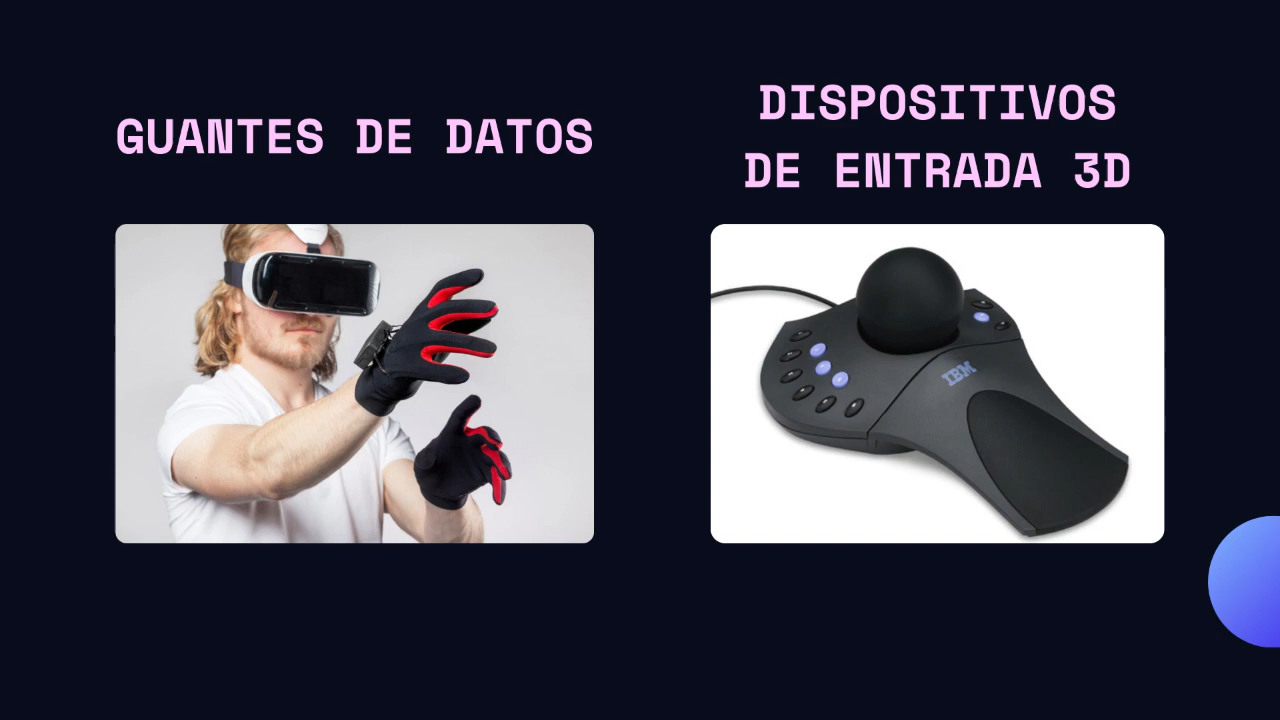 GUANTES DE DATOS
DISPOSITIVOS
DE ENTRADA 3D
IBM